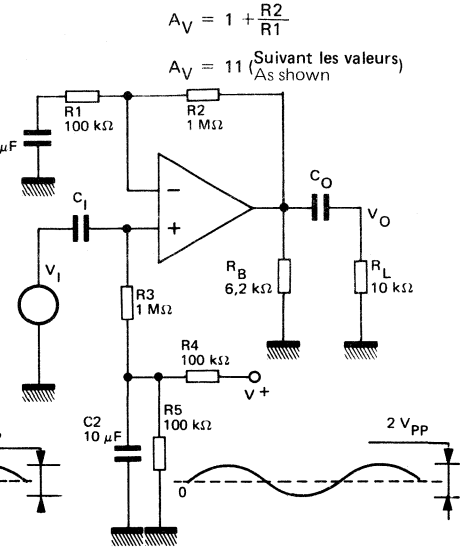 A_V = 1 + R2/R1
A_V = 11 (Suivant les valeurs)
As shown
R1
100 kΩ
R2
1 MΩ
µF
C_I
−
+
C_O
V_O
V_I
R_B
6,2 kΩ
R_L
10 kΩ
R3
1 MΩ
R4
100 kΩ
V+
C2
10 µF
R5
100 kΩ
2 V_PP
0